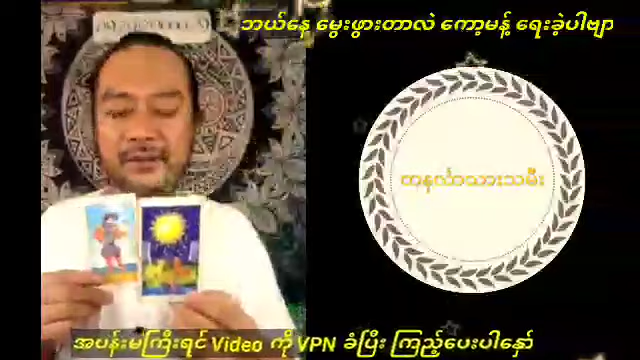 ဘယ်နေ့ မွေးဖွားတာလဲ ကော့မန့် ရေးခဲ့ပါဗျာ
တနင်္လာသားသမီး
အပန်းမကြီးရင် Video ကို VPN ခံပြီး ကြည့်ပေးပါနော်